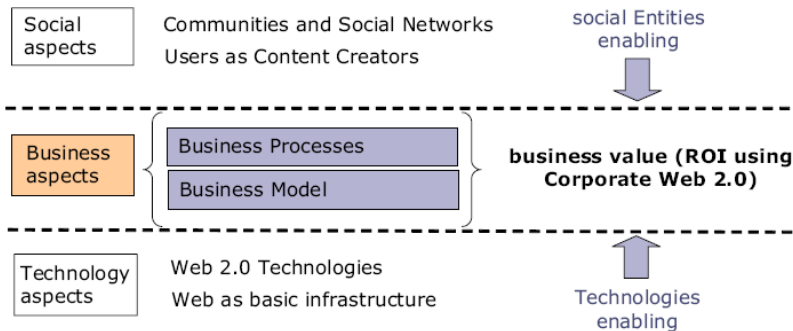 Social
aspects
Communities and Social Networks
Users as Content Creators
social Entities
enabling
Business
aspects
Business Processes
Business Model
business value (ROI using
Corporate Web 2.0)
Technology
aspects
Web 2.0 Technologies
Web as basic infrastructure
Technologies
enabling